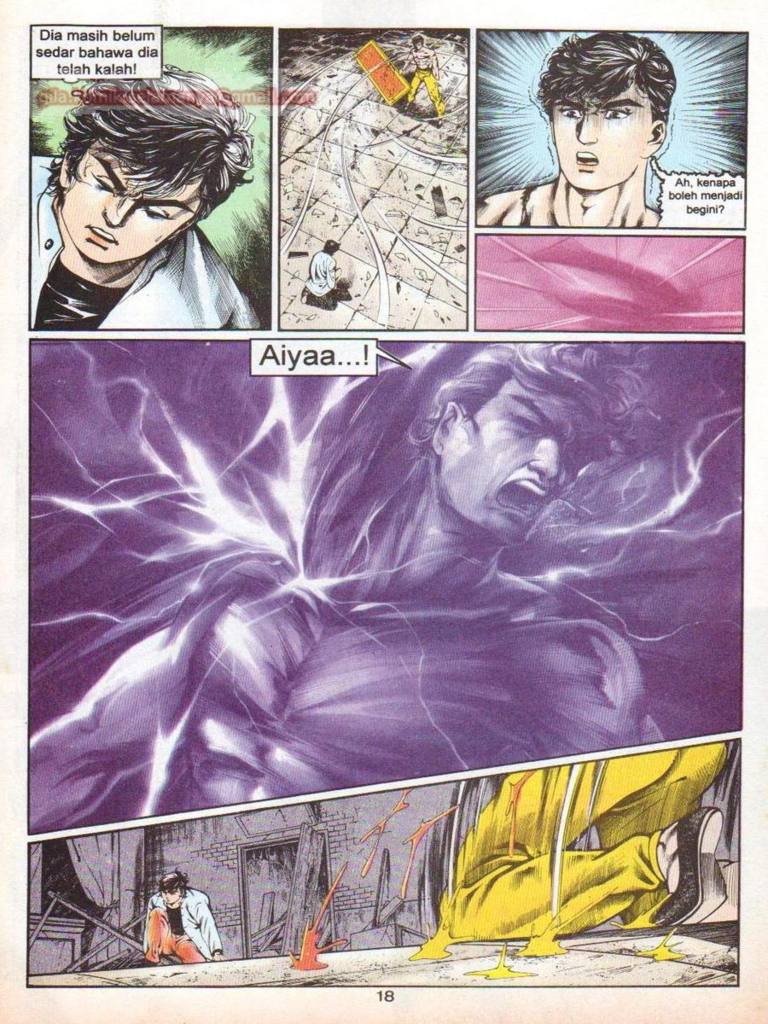 Dia masih belum
sedar bahawa dia
telah kalah!
Ah, kenapa
boleh menjadi
begini?
Aiyaa...!
18